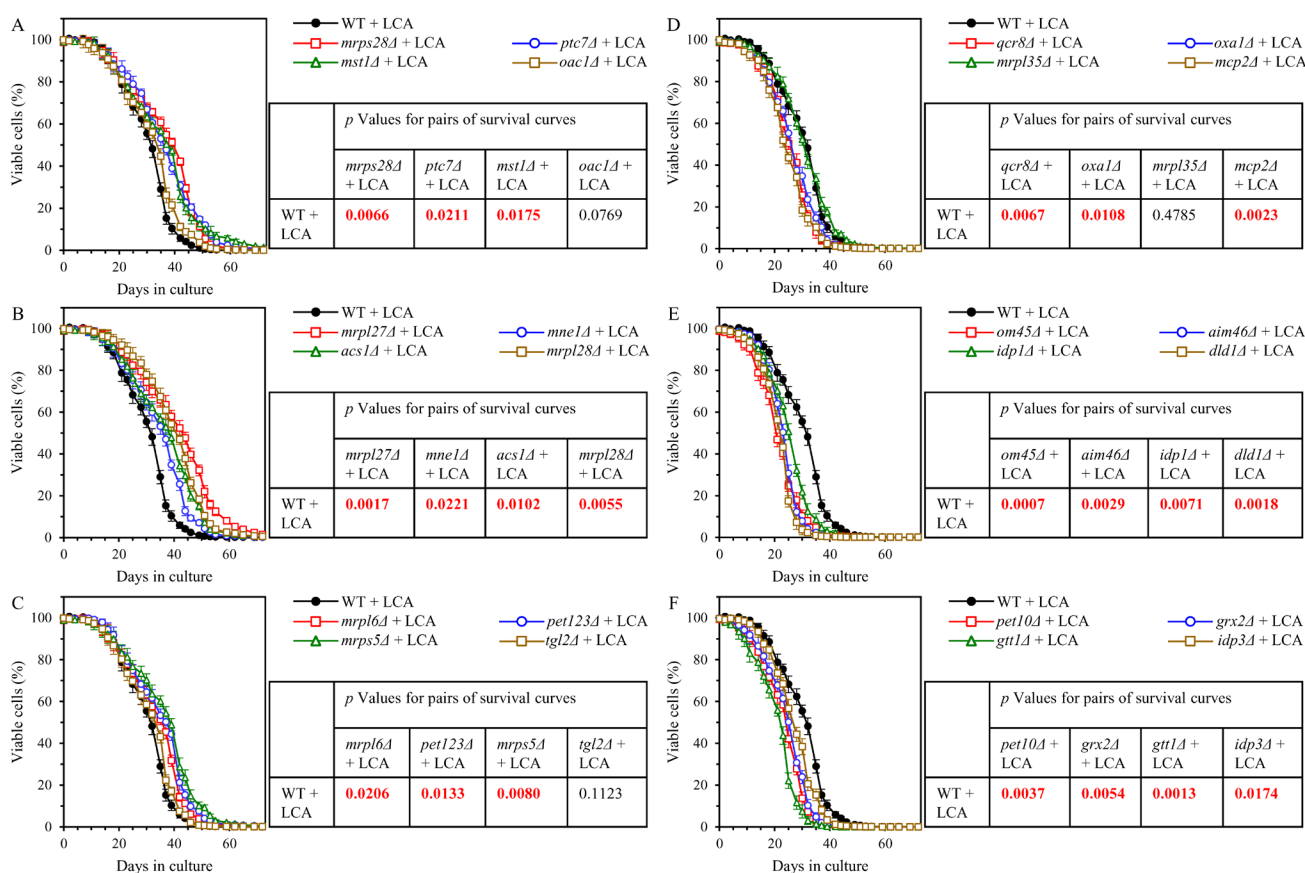 A
WT + LCA
mrps28Δ + LCA
ptc7Δ + LCA
mst1Δ + LCA
oac1Δ + LCA
Viable cells (%)
100
80
60
40
20
0
0 20 40 60
Days in culture
p Values for pairs of survival curves
mrps28Δ ptc7Δ mst1Δ + oac1Δ +
+ LCA + LCA LCA LCA
WT + 0.0066 0.0211 0.0175 0.0769
LCA
D
WT + LCA
qcr8Δ + LCA
oxa1Δ + LCA
mrpl35Δ + LCA
mcp2Δ + LCA
Viable cells (%)
100
80
60
40
20
0
0 20 40 60
Days in culture
p Values for pairs of survival curves
qcr8Δ + oxa1Δ mrpl35Δ mcp2Δ
LCA + LCA + LCA + LCA
WT + 0.0067 0.0108 0.4785 0.0023
LCA
B
WT + LCA
mrpl27Δ + LCA
mne1Δ + LCA
acs1Δ + LCA
mrpl28Δ + LCA
Viable cells (%)
100
80
60
40
20
0
0 20 40 60
Days in culture
p Values for pairs of survival curves
mrpl27Δ mne1Δ acs1Δ + mrpl28Δ
+ LCA + LCA LCA + LCA
WT + 0.0017 0.0221 0.0102 0.0055
LCA
E
WT + LCA
om45Δ + LCA
aim46Δ + LCA
idp1Δ + LCA
dld1Δ + LCA
Viable cells (%)
100
80
60
40
20
0
0 20 40 60
Days in culture
p Values for pairs of survival curves
om45Δ aim46Δ idp1Δ dld1Δ +
+ LCA + LCA + LCA LCA
WT + 0.0007 0.0029 0.0071 0.0018
LCA
C
WT + LCA
mrpl6Δ + LCA
pet123Δ + LCA
mrps5Δ + LCA
tgl2Δ + LCA
Viable cells (%)
100
80
60
40
20
0
0 20 40 60
Days in culture
p Values for pairs of survival curves
mrpl6Δ pet123Δ mrps5Δ tgl2Δ +
+ LCA + LCA + LCA LCA
WT + 0.0206 0.0133 0.0080 0.1123
LCA
F
WT + LCA
pet10Δ + LCA
grx2Δ + LCA
gtt1Δ + LCA
idp3Δ + LCA
Viable cells (%)
100
80
60
40
20
0
0 20 40 60
Days in culture
p Values for pairs of survival curves
pet10Δ + grx2Δ gtt1Δ + idp3Δ +
LCA + LCA LCA LCA
WT + 0.0037 0.0054 0.0013 0.0174
LCA